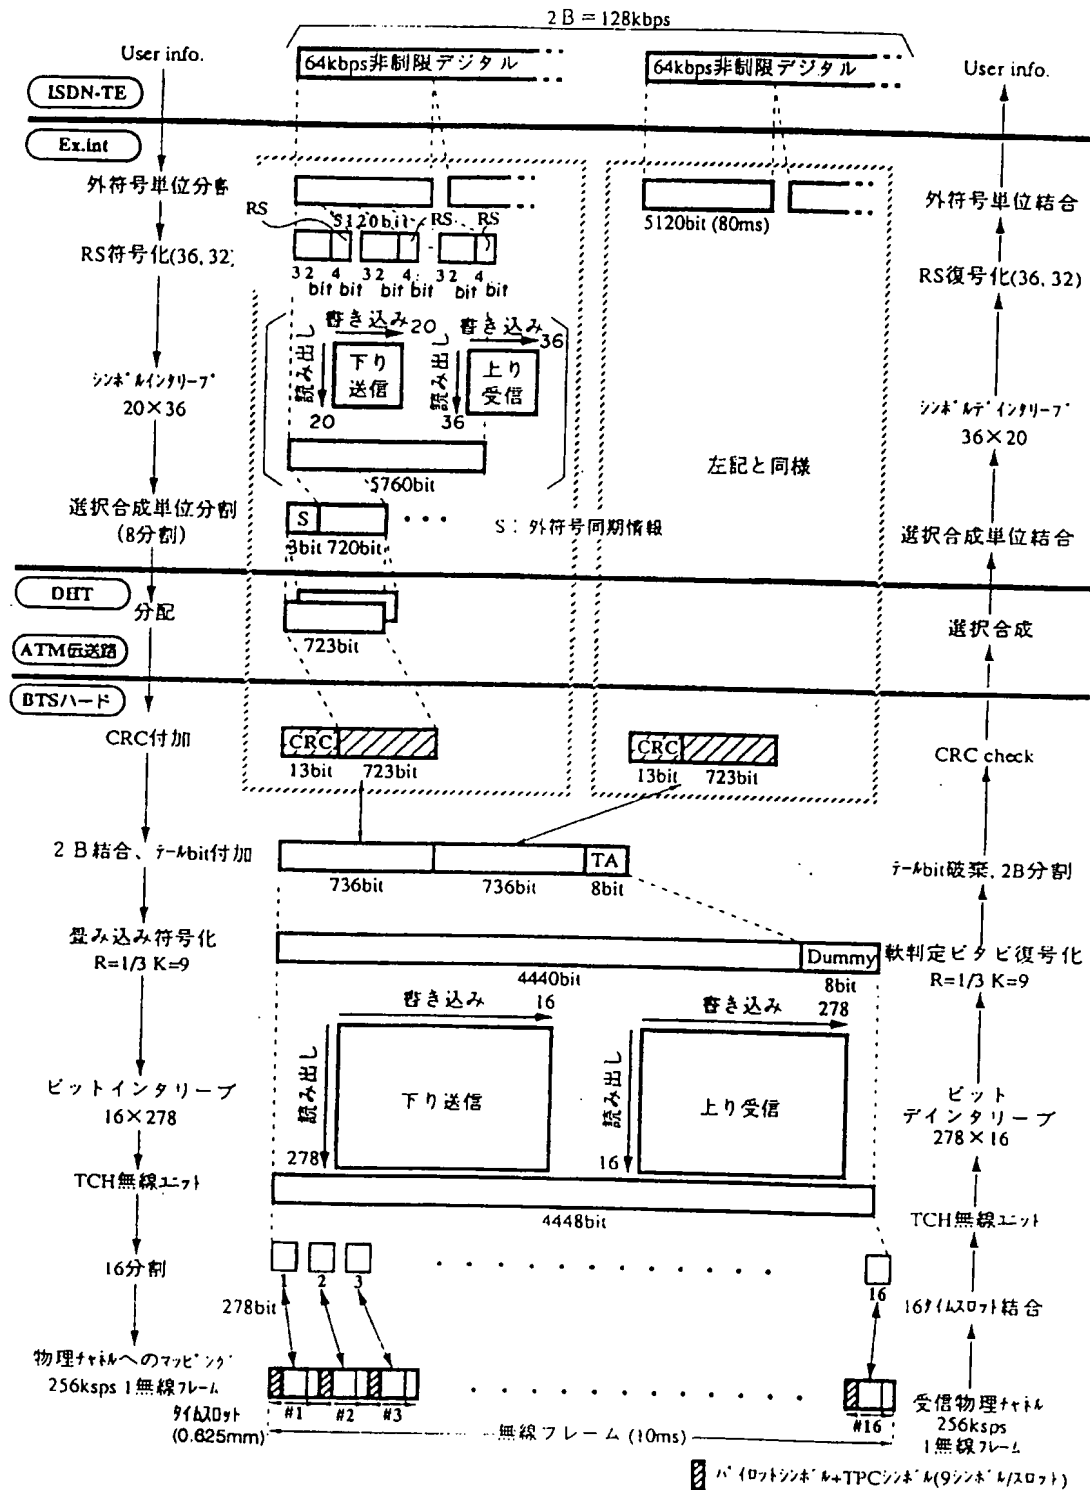 2B=128kbps
User info.
64kbps非制限デジタル
64kbps非制限デジタル
User info.
ISDN-TE
Ex.int
外符号単位分割
外符号単位結合
RS
5120bit
RS
RS
5120bit (80ms)
RS符号化(36,32)
RS復号化(36,32)
32bit
4bit
32bit
4bit
32bit
4bit
書き込み
20
書き込み
36
読み出し
下り
送信
読み出し
上り
受信
20
36
シンボルインタリーブ
20×36
シンボルデインタリーブ
36×20
5760bit
左記と同様
選択合成単位分割
(8分割)
S
S:外符号同期情報
選択合成単位結合
3bit
720bit
DHT
分配
723bit
選択合成
ATM伝送路
BTSハード
CRC付加
CRC
CRC
CRC check
13bit
723bit
13bit
723bit
2B結合、テールbit付加
TA
テールbit破棄, 2B分割
736bit
736bit
8bit
畳み込み符号化
R=1/3 K=9
Dummy
軟判定ビタビ復号化
R=1/3 K=9
4440bit
8bit
書き込み
16
書き込み
278
読み出し
下り送信
読み出し
上り受信
278
16
ビットインタリーブ
16×278
ビット
デインタリーブ
278×16
TCH無線ユニット
4448bit
TCH無線ユニット
16分割
1
2
3
16
278bit
16タイムスロット結合
物理チャネルへのマッピング
256ksps 1無線フレーム
タイムスロット
(0.625mm)
#1
#2
#3
#16
無線フレーム(10ms)
受信物理チャネル
256ksps
1無線フレーム
パイロットシンボル+TPCシンボル(9シンボル/スロット)